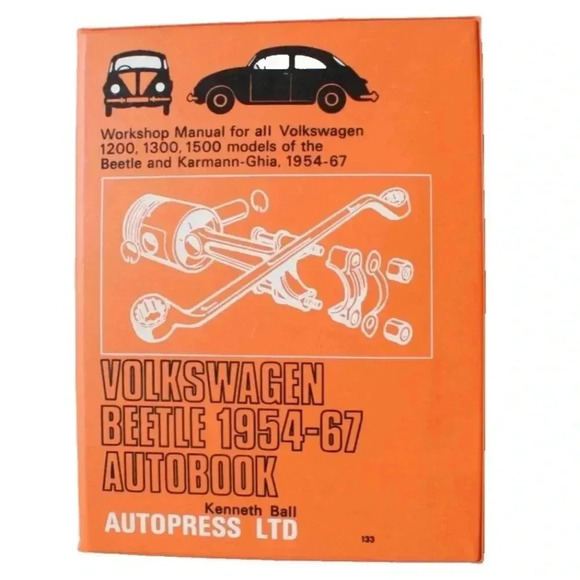 Workshop Manual for all Volkswagen
1200, 1300, 1500 models of the
Beetle and Karmann-Ghia, 1954-67
VOLKSWAGEN
BEETLE 1954-67
AUTOBOOK
Kenneth Ball
AUTOPRESS LTD
133